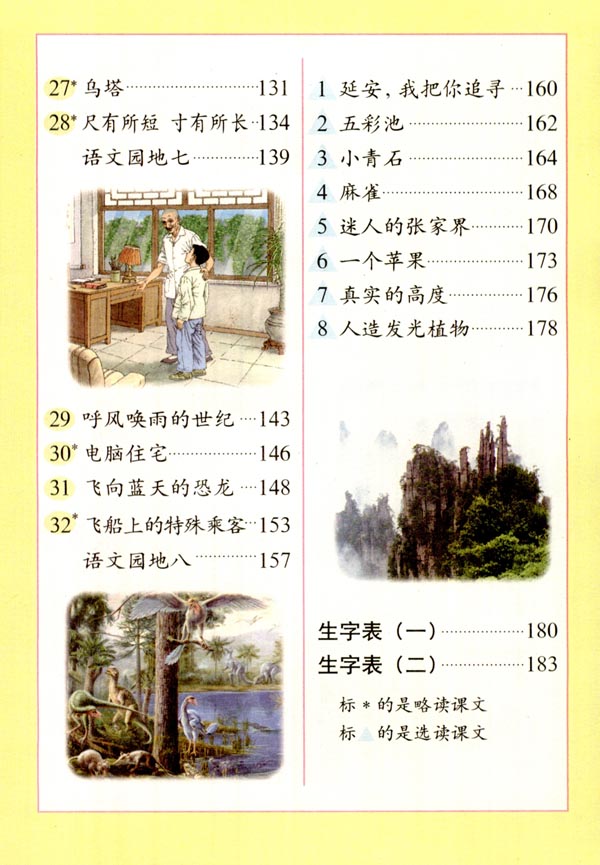 27* 乌塔……………131
28* 尺有所短 寸有所长…134
语文园地七…………139
29 呼风唤雨的世纪…143
30* 电脑住宅……………146
31 飞向蓝天的恐龙…148
32* 飞船上的特殊乘客…153
语文园地八…………157
1 延安，我把你追寻…160
2 五彩池……………162
3 小青石……………164
4 麻雀………………168
5 迷人的张家界………170
6 一个苹果……………173
7 真实的高度…………176
8 人造发光植物………178
生字表（一）…………180
生字表（二）…………183
标 * 的是略读课文
标 △ 的是选读课文